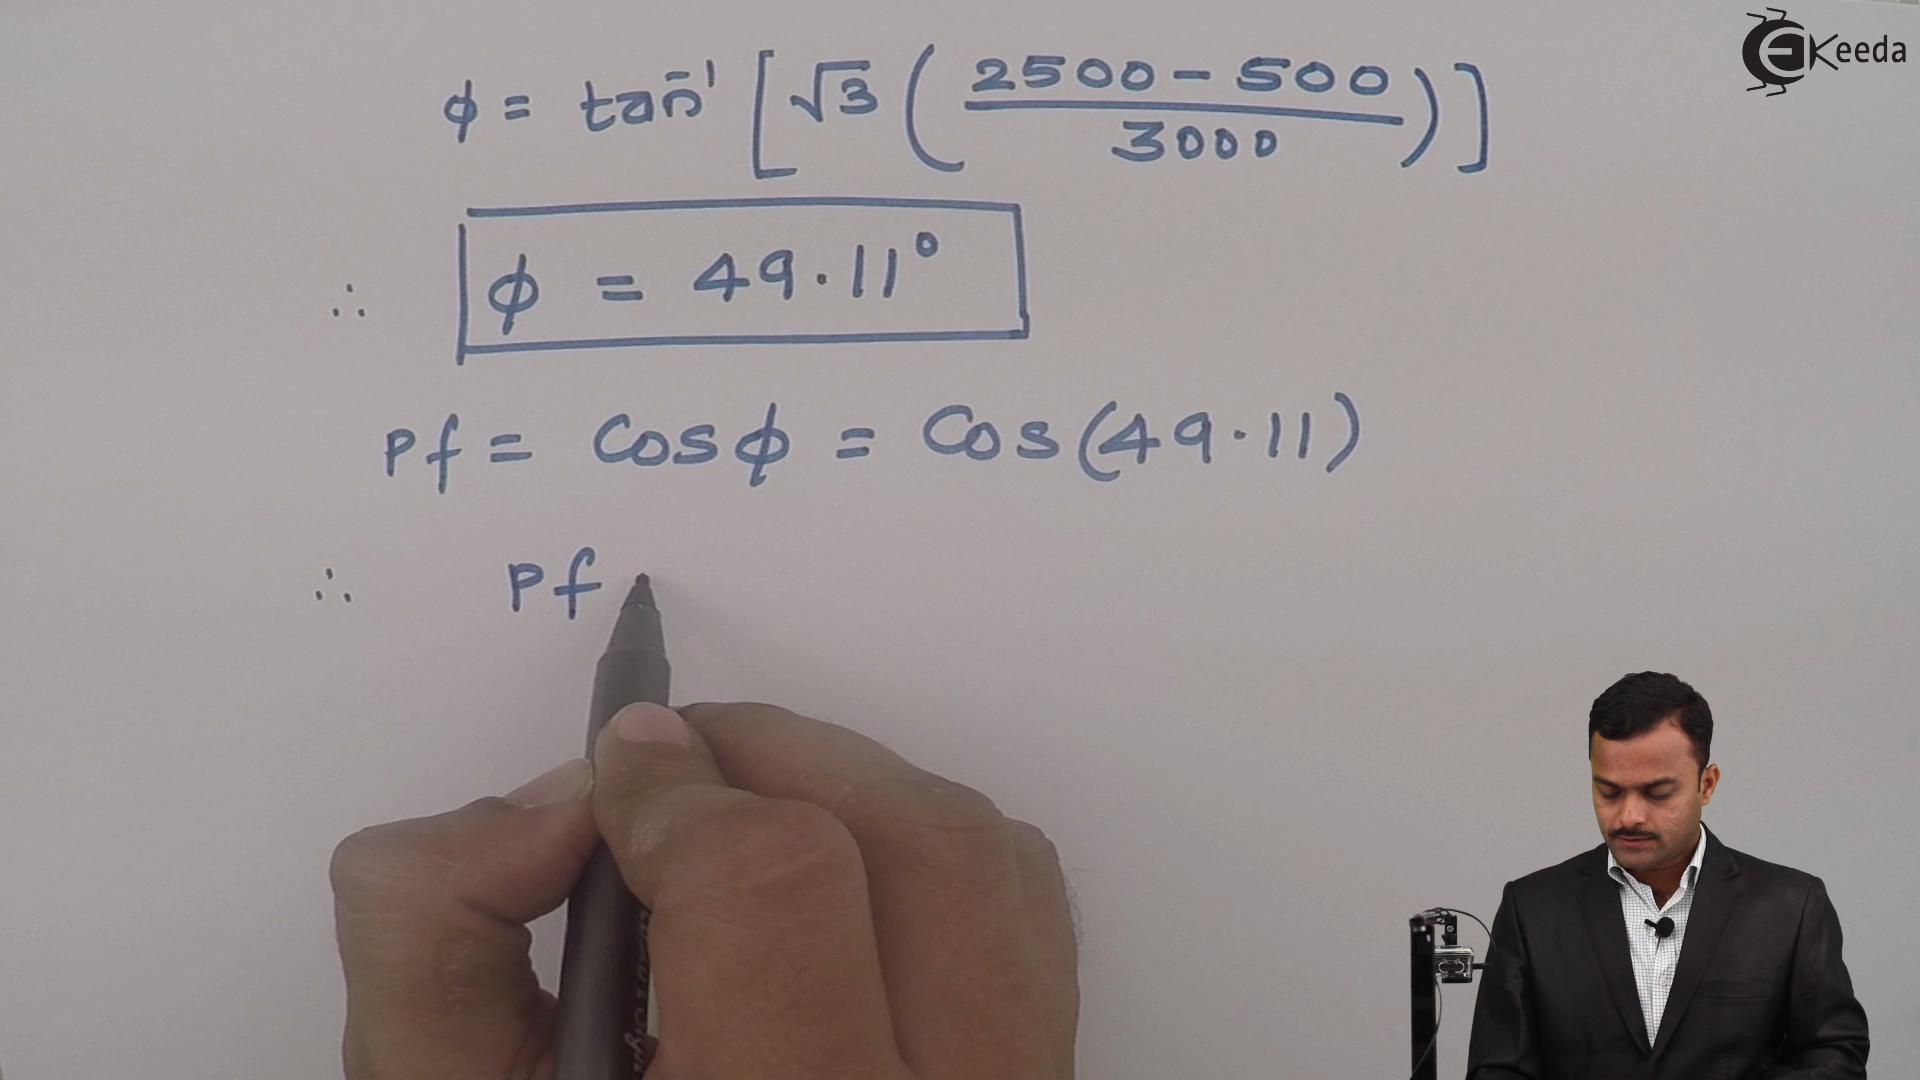 EKeeda
φ = tan⁻¹ [ √3 ( (2500 - 500) / 3000 ) ]
∴ φ = 49.11°
Pf = Cos φ = Cos(49.11)
∴ Pf